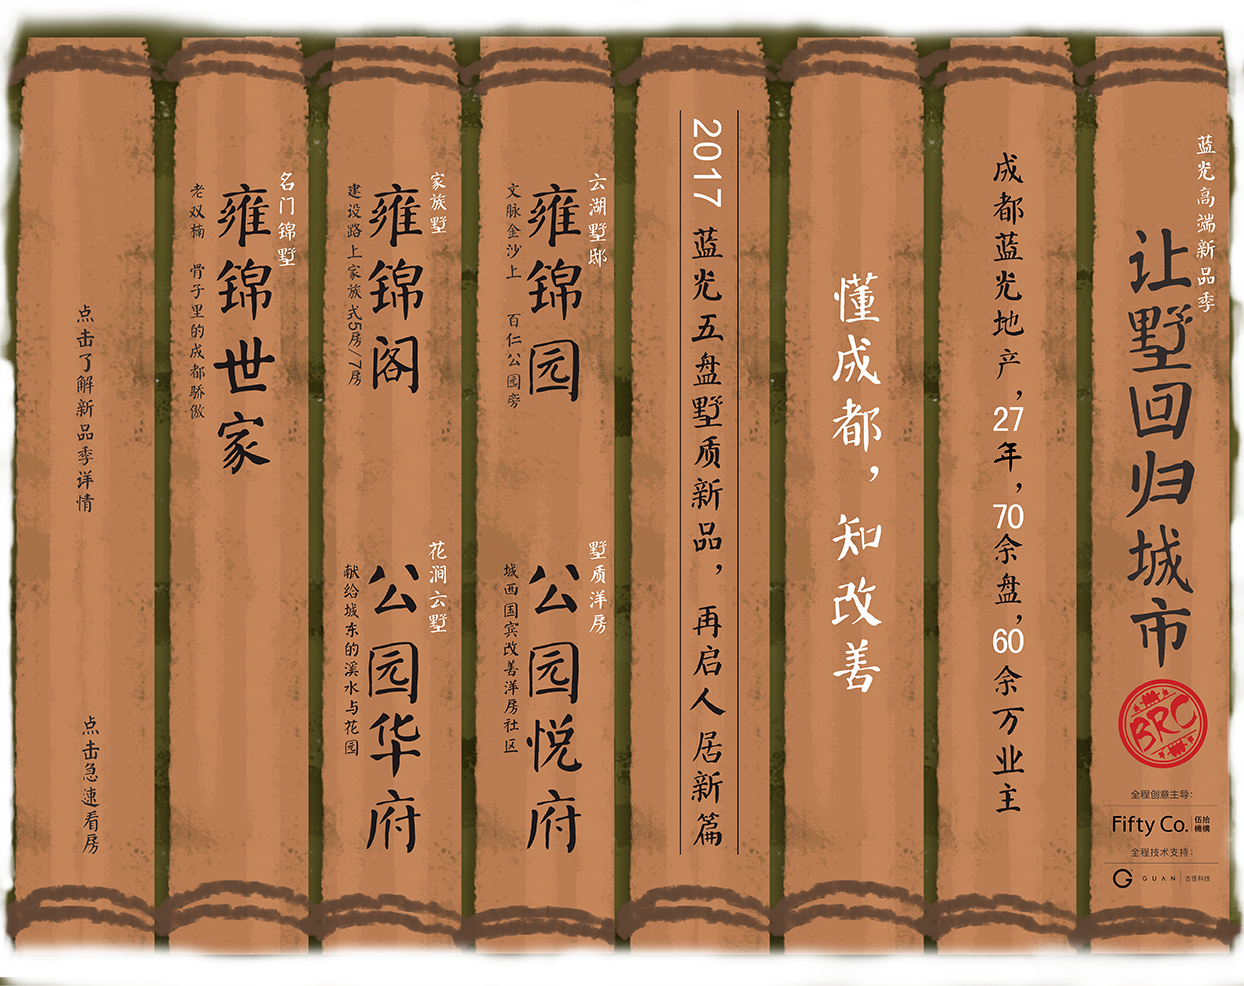 蓝光高端新品季
让墅回归城市
BRC
全程创意主导:
Fifty Co. 伍拾機構
全程技术支持:
GUAN 古怪科技
成都蓝光地产,27年,70余盘,60余万业主
懂成都,知改善
2017 蓝光五盘墅质新品,再启人居新篇
云湖墅邸
雍锦园
文脉金沙上 百仁公园旁
墅质洋房
公园悦府
城西国宾改善洋房社区
家族墅
雍锦阁
建设路上家族式5房/7房
花涧云墅
公园华府
献给城东的溪水与花园
名门锦墅
雍锦世家
老双楠 骨子里的成都骄傲
点击了解新品季详情
点击急速看房